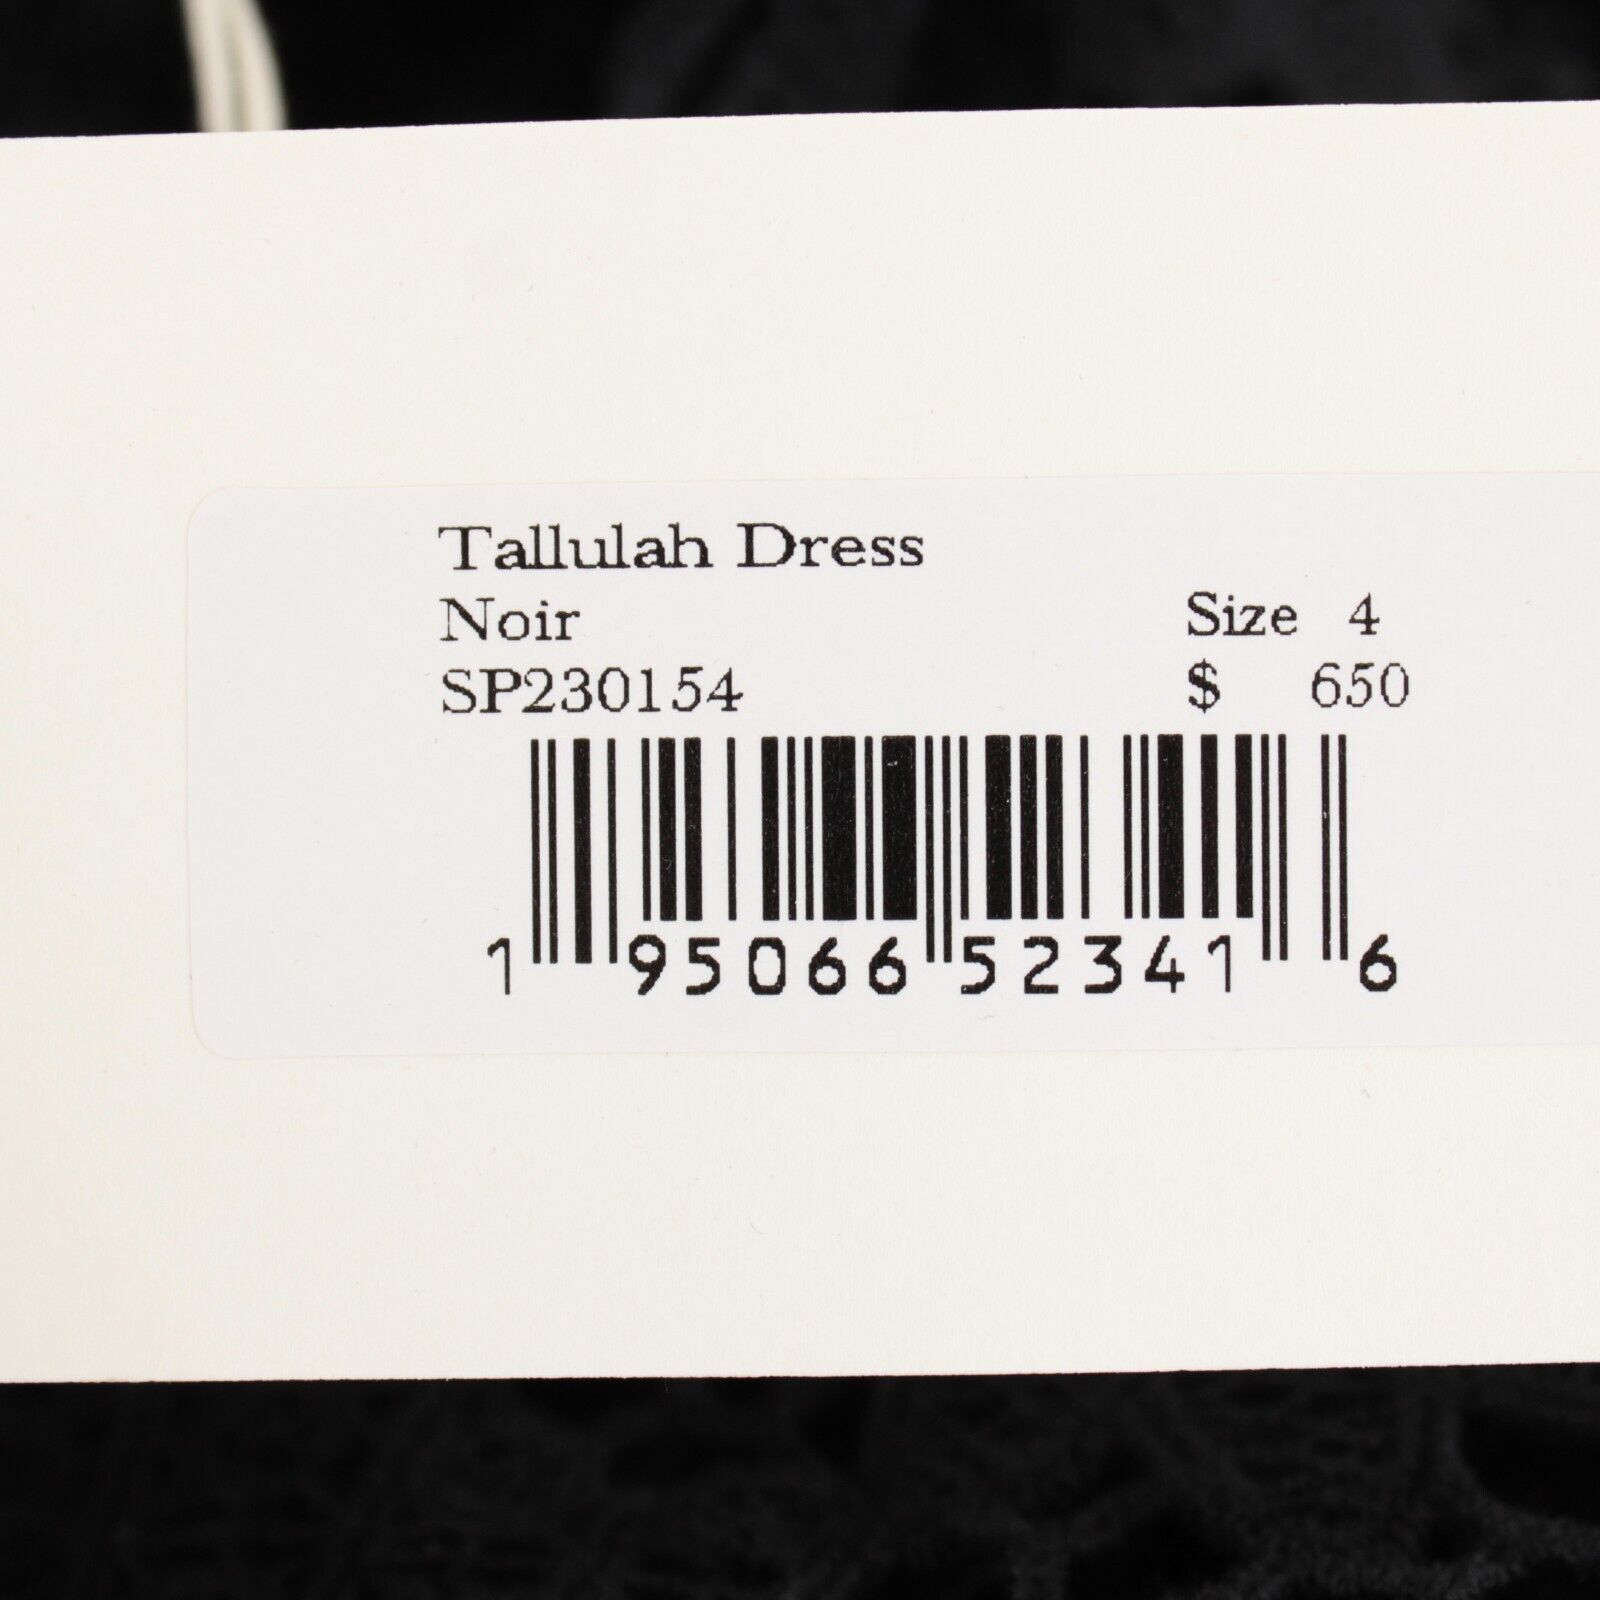 Tallulah Dress
Noir Size 4
SP230154 $ 650
1 95066 52341 6